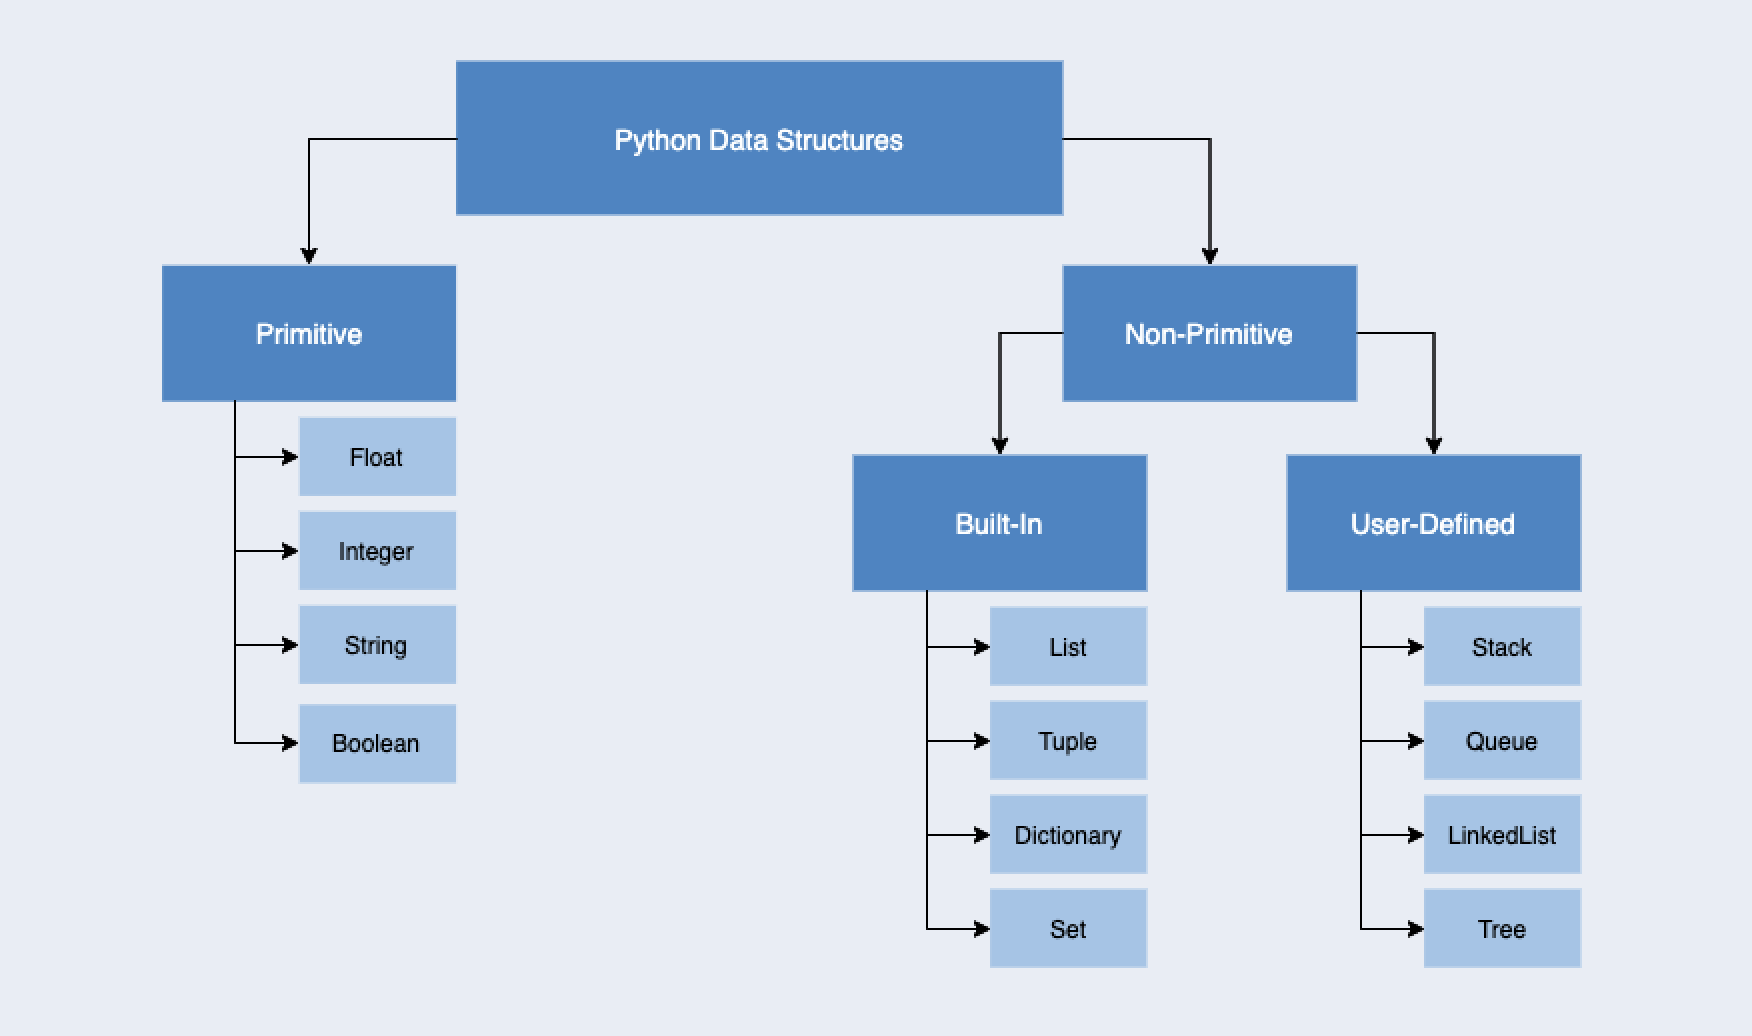 Python Data Structures
Primitive
Non-Primitive
Float
Integer
String
Boolean
Built-In
User-Defined
List
Tuple
Dictionary
Set
Stack
Queue
LinkedList
Tree